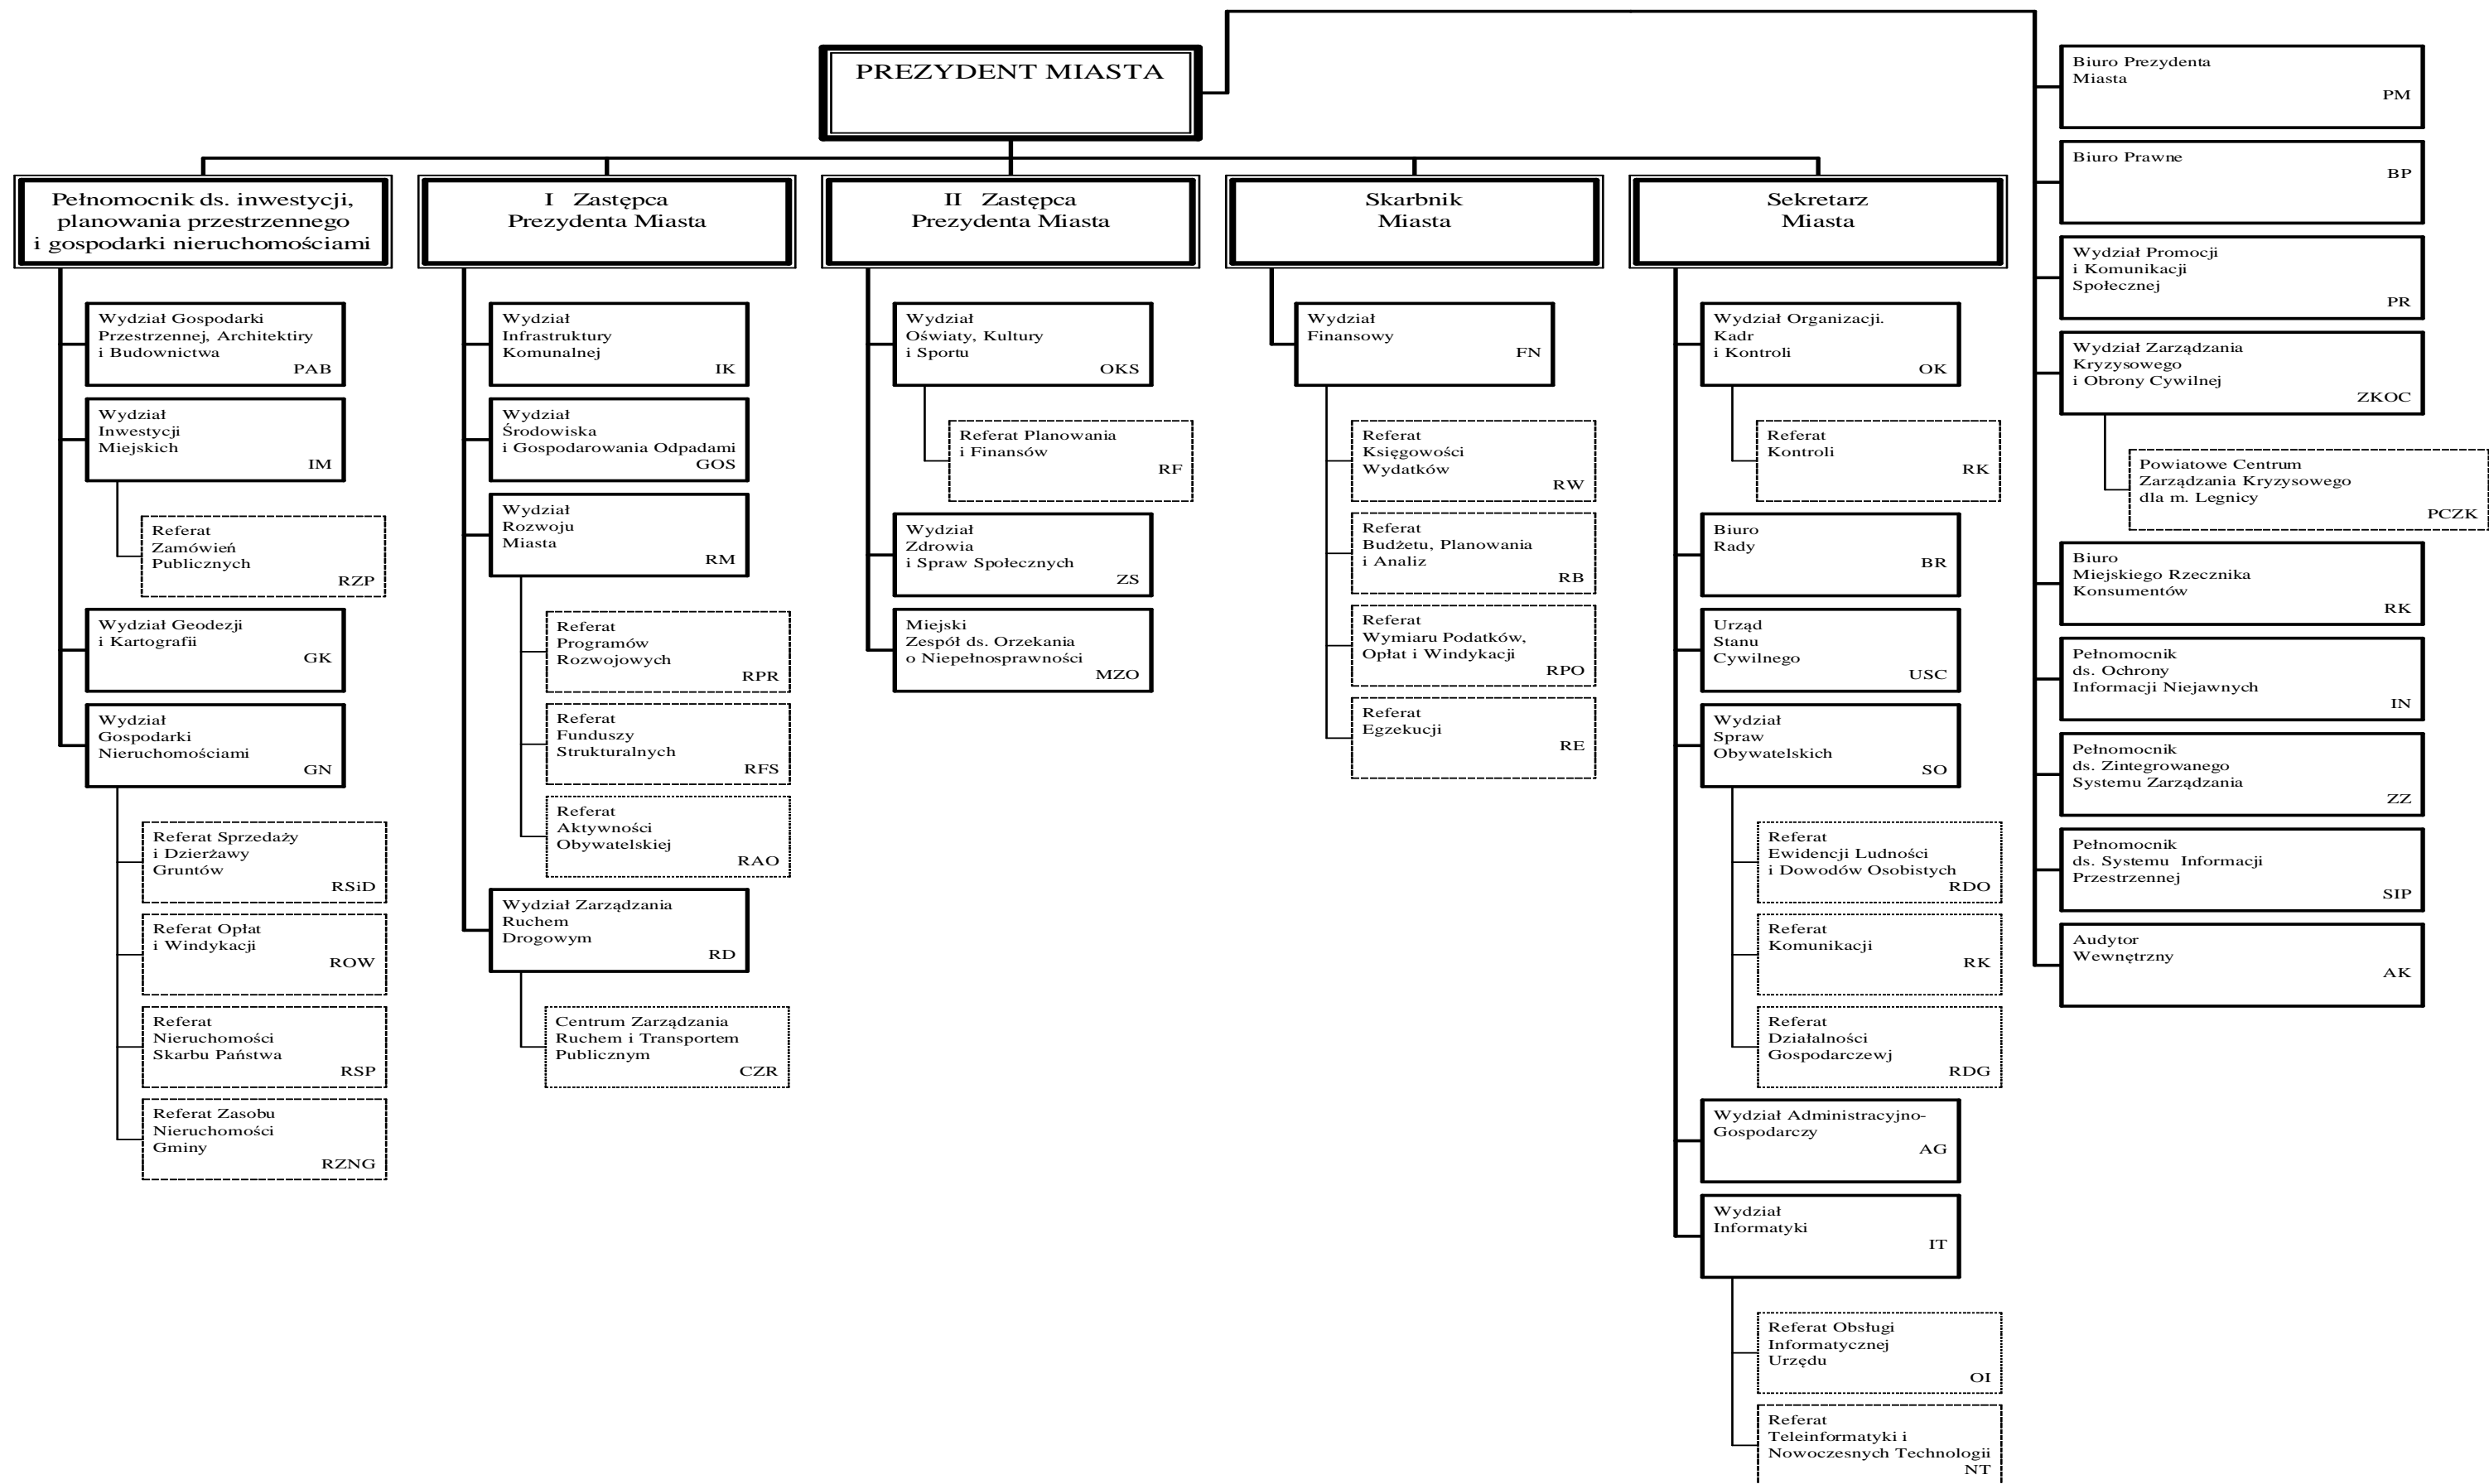 PREZYDENT MIASTA
Pełnomocnik ds. inwestycji,
planowania przestrzennego
i gospodarki nieruchomościami
Wydział Gospodarki
Przestrzennej, Architektiry
i Budownictwa
PAB
Wydział
Inwestycji
Miejskich
IM
Referat
Zamówień
Publicznych
RZP
Wydział Geodezji
i Kartografii
GK
Wydział
Gospodarki
Nieruchomościami
GN
Referat Sprzedaży
i Dzierżawy
Gruntów
RSiD
Referat Opłat
i Windykacji
ROW
Referat
Nieruchomości
Skarbu Państwa
RSP
Referat Zasobu
Nieruchomości
Gminy
RZNG
I Zastępca
Prezydenta Miasta
Wydział
Infrastruktury
Komunalnej
IK
Wydział
Środowiska
i Gospodarowania Odpadami
GOS
Wydział
Rozwoju
Miasta
RM
Referat
Programów
Rozwojowych
RPR
Referat
Funduszy
Strukturalnych
RFS
Referat
Aktywności
Obywatelskiej
RAO
Wydział Zarządzania
Ruchem
Drogowym
RD
Centrum Zarządzania
Ruchem i Transportem
Publicznym
CZR
II Zastępca
Prezydenta Miasta
Wydział
Oświaty, Kultury
i Sportu
OKS
Referat Planowania
i Finansów
RF
Wydział
Zdrowia
i Spraw Społecznych
ZS
Miejski
Zespół ds. Orzekania
o Niepełnosprawności
MZO
Skarbnik
Miasta
Wydział
Finansowy
FN
Referat
Księgowości
Wydatków
RW
Referat
Budżetu, Planowania
i Analiz
RB
Referat
Wymiaru Podatków,
Opłat i Windykacji
RPO
Referat
Egzekucji
RE
Sekretarz
Miasta
Wydział Organizacji.
Kadr
i Kontroli
OK
Referat
Kontroli
RK
Biuro
Rady
BR
Urząd
Stanu
Cywilnego
USC
Wydział
Spraw
Obywatelskich
SO
Referat
Ewidencji Ludności
i Dowodów Osobistych
RDO
Referat
Komunikacji
RK
Referat
Działalności
Gospodarczewj
RDG
Wydział Administracyjno-
Gospodarczy
AG
Wydział
Informatyki
IT
Referat Obsługi
Informatycznej
Urzędu
OI
Referat
Teleinformatyki i
Nowoczesnych Technologii
NT
Biuro Prezydenta
Miasta
PM
Biuro Prawne
BP
Wydział Promocji
i Komunikacji
Społecznej
PR
Wydział Zarządzania
Kryzysowego
i Obrony Cywilnej
ZKOC
Powiatowe Centrum
Zarządzania Kryzysowego
dla m. Legnicy
PCZK
Biuro
Miejskiego Rzecznika
Konsumentów
RK
Pełnomocnik
ds. Ochrony
Informacji Niejawnych
IN
Pełnomocnik
ds. Zintegrowanego
Systemu Zarządzania
ZZ
Pełnomocnik
ds. Systemu Informacji
Przestrzennej
SIP
Audytor
Wewnętrzny
AK